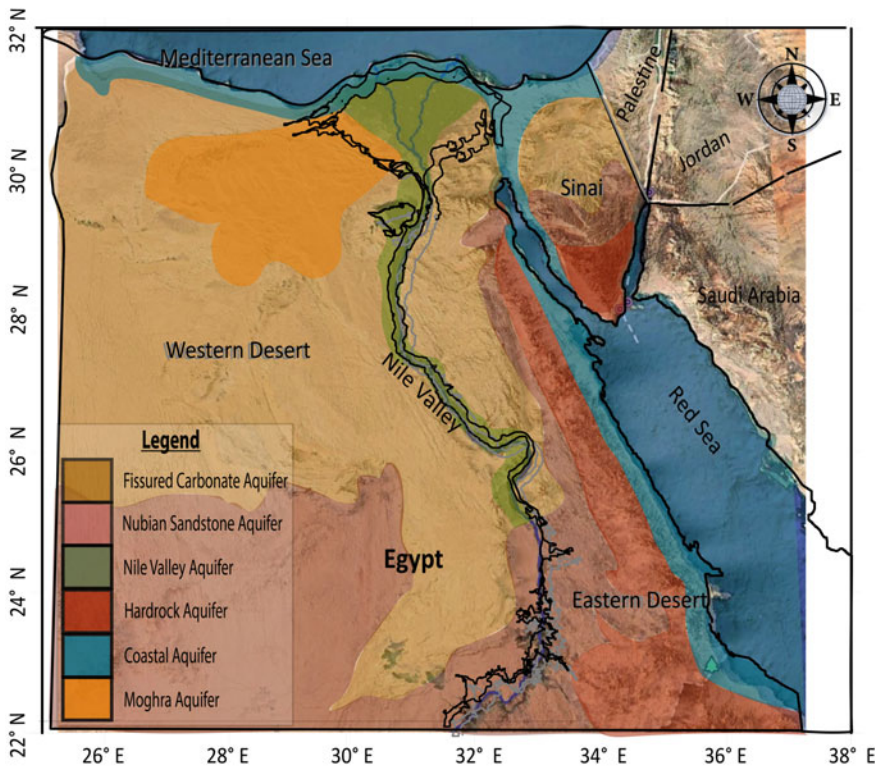 32° N
30° N
28° N
26° N
24° N
22° N
Mediterranean Sea
Palestine
Jordan
N
W
E
S
Sinai
Saudi Arabia
Western Desert
Nile Valley
Red Sea
Egypt
Eastern Desert
Legend
Fissured Carbonate Aquifer
Nubian Sandstone Aquifer
Nile Valley Aquifer
Hardrock Aquifer
Coastal Aquifer
Moghra Aquifer
26° E
28° E
30° E
32° E
34° E
36° E
38° E